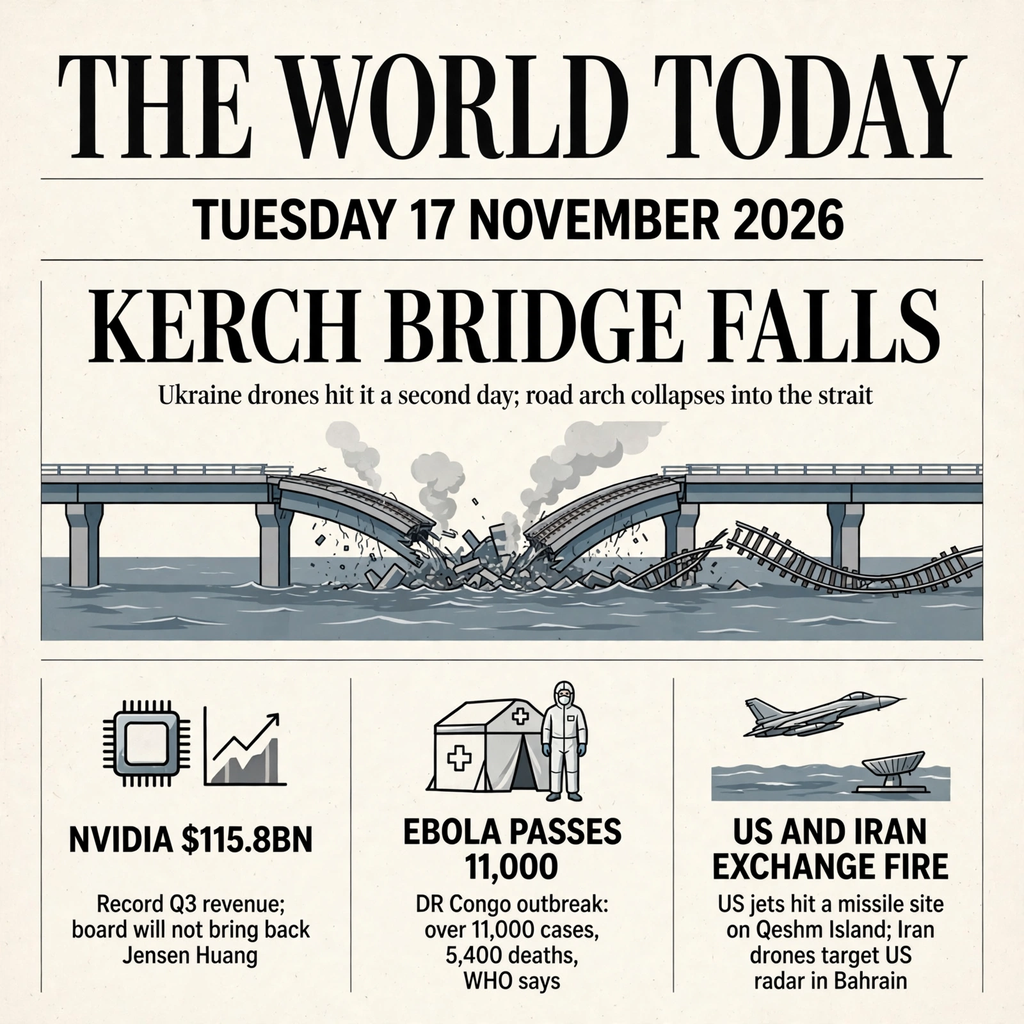 THE WORLD TODAY
TUESDAY 17 NOVEMBER 2026
KERCH BRIDGE FALLS
Ukraine drones hit it a second day; road arch collapses into the strait
NVIDIA $115.8BN
Record Q3 revenue;
board will not bring back
Jensen Huang
EBOLA PASSES
11,000
DR Congo outbreak:
over 11,000 cases,
5,400 deaths,
WHO says
US AND IRAN
EXCHANGE FIRE
US jets hit a missile site
on Qeshm Island; Iran
drones target US
radar in Bahrain